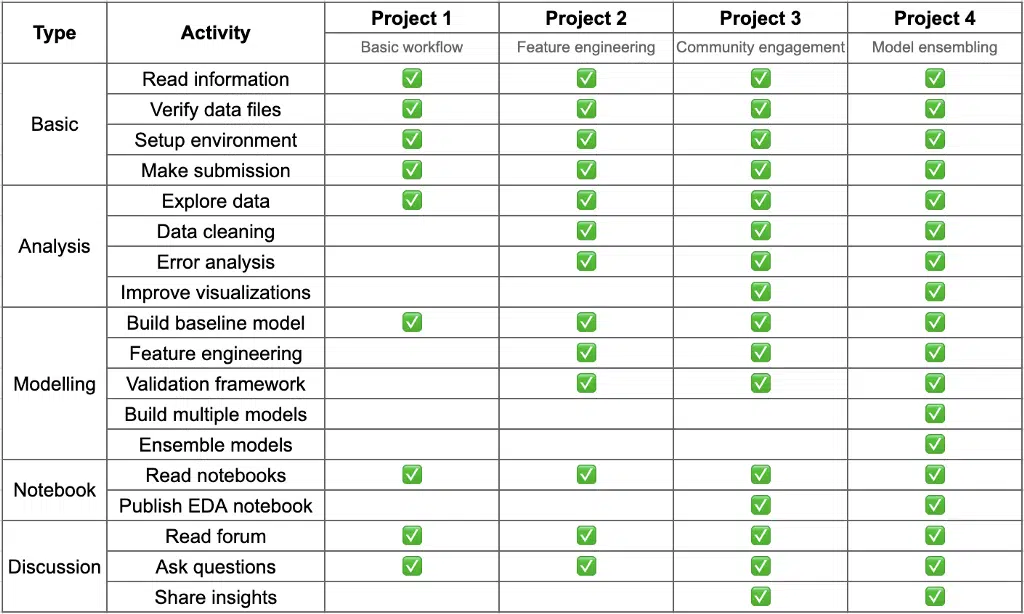 Type Activity Project 1 Project 2 Project 3 Project 4
Basic workflow Feature engineering Community engagement Model ensembling
Basic
Read information ✅ ✅ ✅ ✅
Verify data files ✅ ✅ ✅ ✅
Setup environment ✅ ✅ ✅ ✅
Make submission ✅ ✅ ✅ ✅
Analysis
Explore data ✅ ✅ ✅ ✅
Data cleaning ✅ ✅ ✅
Error analysis ✅ ✅ ✅
Improve visualizations ✅ ✅
Modelling
Build baseline model ✅ ✅ ✅ ✅
Feature engineering ✅ ✅ ✅
Validation framework ✅ ✅ ✅
Build multiple models ✅
Ensemble models ✅
Notebook
Read notebooks ✅ ✅ ✅ ✅
Publish EDA notebook ✅ ✅
Discussion
Read forum ✅ ✅ ✅ ✅
Ask questions ✅ ✅ ✅ ✅
Share insights ✅ ✅